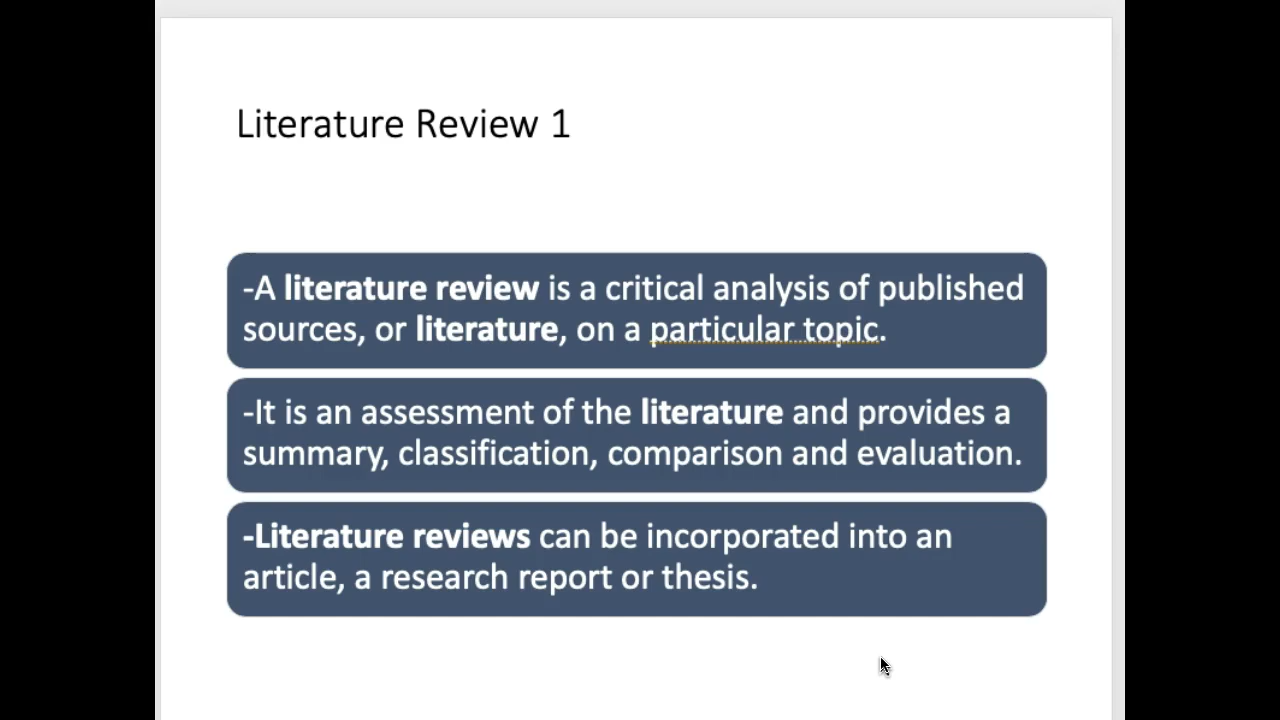 Literature Review 1
-A literature review is a critical analysis of published
sources, or literature, on a particular topic.
-It is an assessment of the literature and provides a
summary, classification, comparison and evaluation.
-Literature reviews can be incorporated into an
article, a research report or thesis.